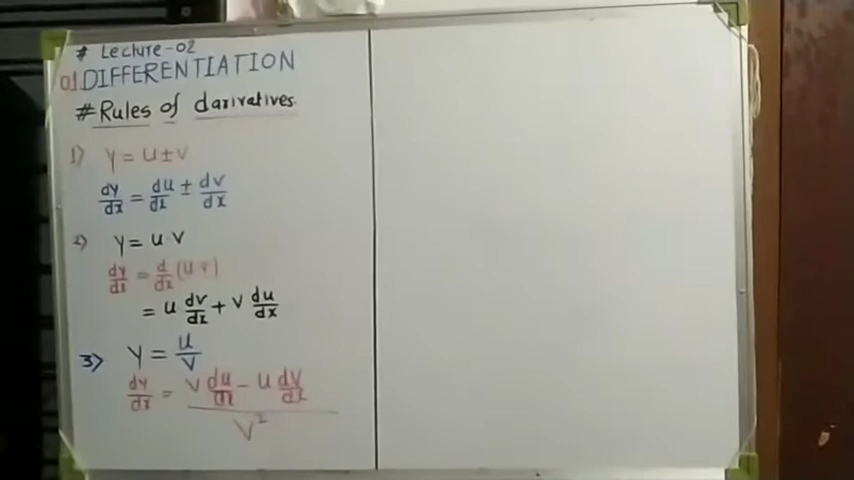 # Lecture-02
01 DIFFERENTIATION
# Rules of darivatives
1) Y = u ± v
dy/dx = du/dx ± dv/dx
2) Y = u v
dy/dx = d/dx (u v)
= u dv/dx + v du/dx
3) Y = u/v
dy/dx = (v du/dx - u dv/dx) / v²